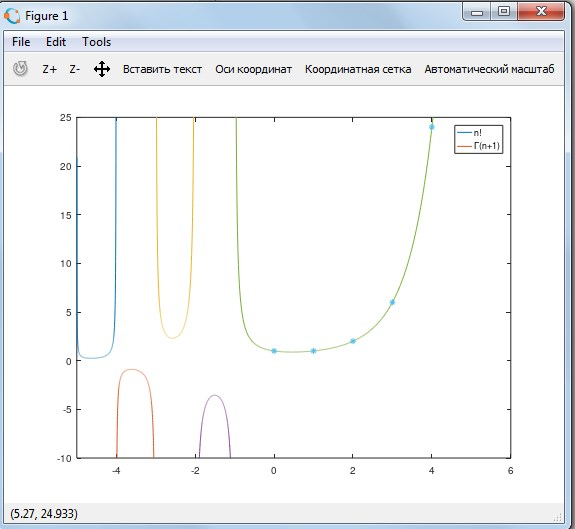 Figure 1
File Edit Tools
Z+ Z- Вставить текст Оси координат Координатная сетка Автоматический масштаб
25
20
15
10
5
0
-5
-10
-4 -2 0 2 4 6
n!
Γ(n+1)
(5.27, 24.933)